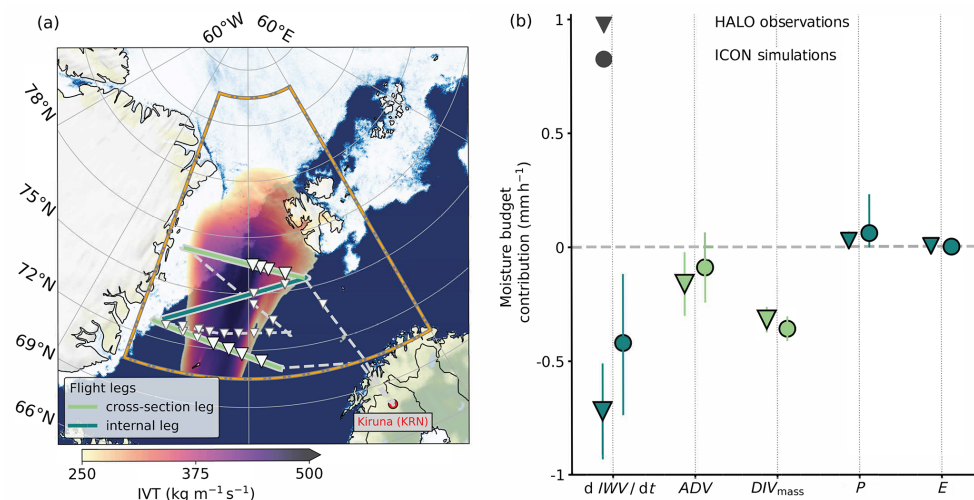 (a)
60°W 60°E
78°N
75°N
72°N
69°N
66°N
Flight legs
cross-section leg
internal leg
Kiruna (KRN)
250 375 500
IVT (kg m⁻¹ s⁻¹)
(b)
HALO observations
ICON simulations
Moisture budget
contribution (mm h⁻¹)
1
0.5
0
-0.5
-1
d IWV / dt ADV DIVmass P E